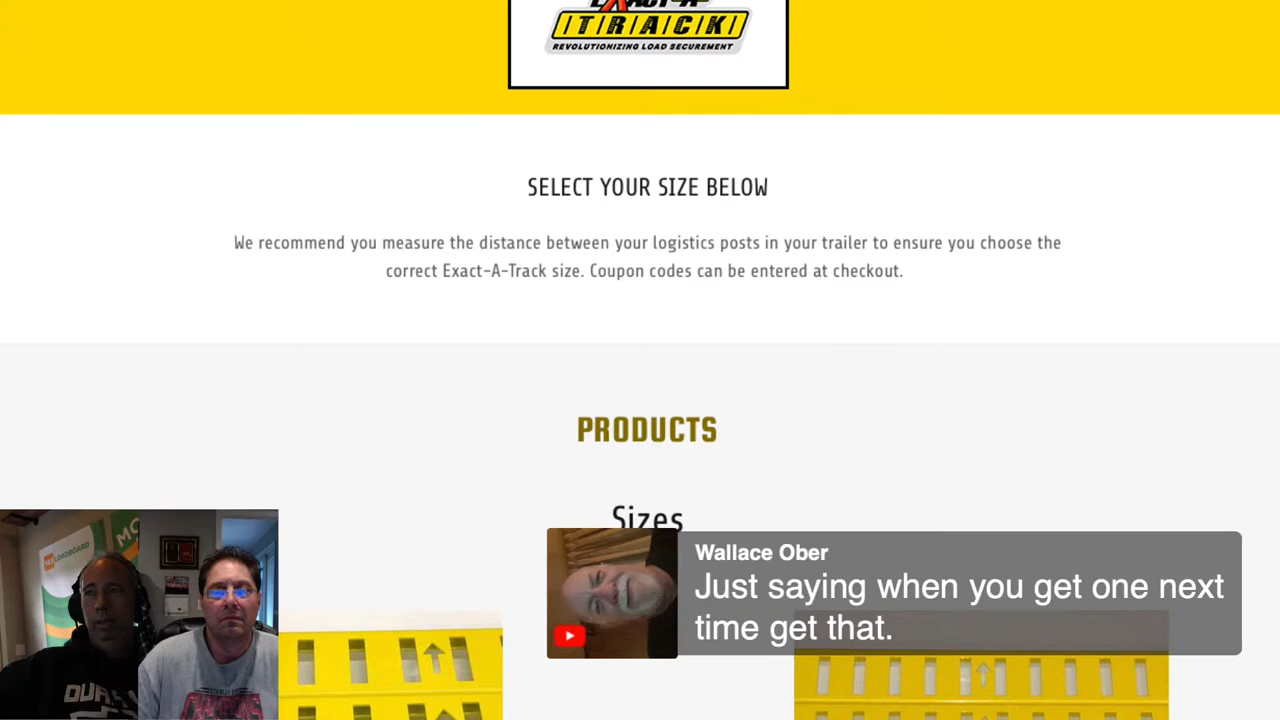 EXACT-A
TRACK
REVOLUTIONIZING LOAD SECUREMENT
SELECT YOUR SIZE BELOW
We recommend you measure the distance between your logistics posts in your trailer to ensure you choose the
correct Exact-A-Track size. Coupon codes can be entered at checkout.
PRODUCTS
Sizes
Wallace Ober
Just saying when you get one next
time get that.
LOADBOARD